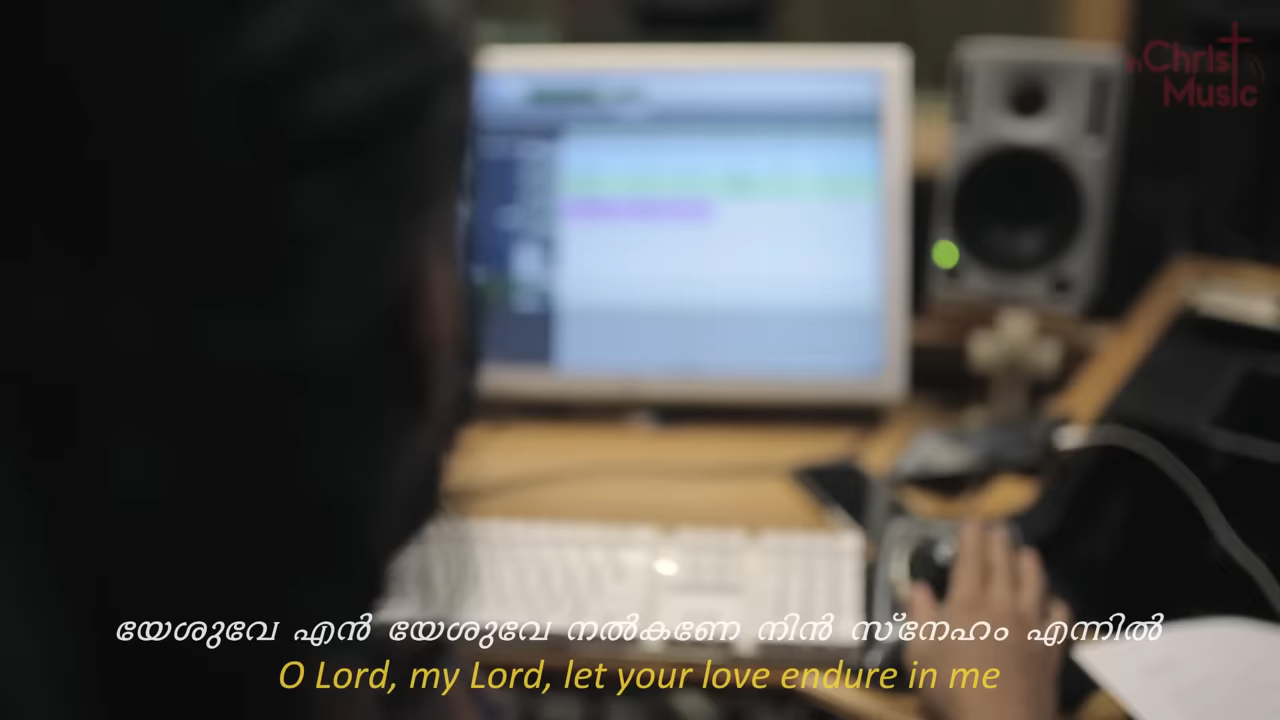 Christ
Music
യേശുവേ എൻ യേശുവേ നൽകണേ നിൻ സ്നേഹം എന്നിൽ
O Lord, my Lord, let your love endure in me